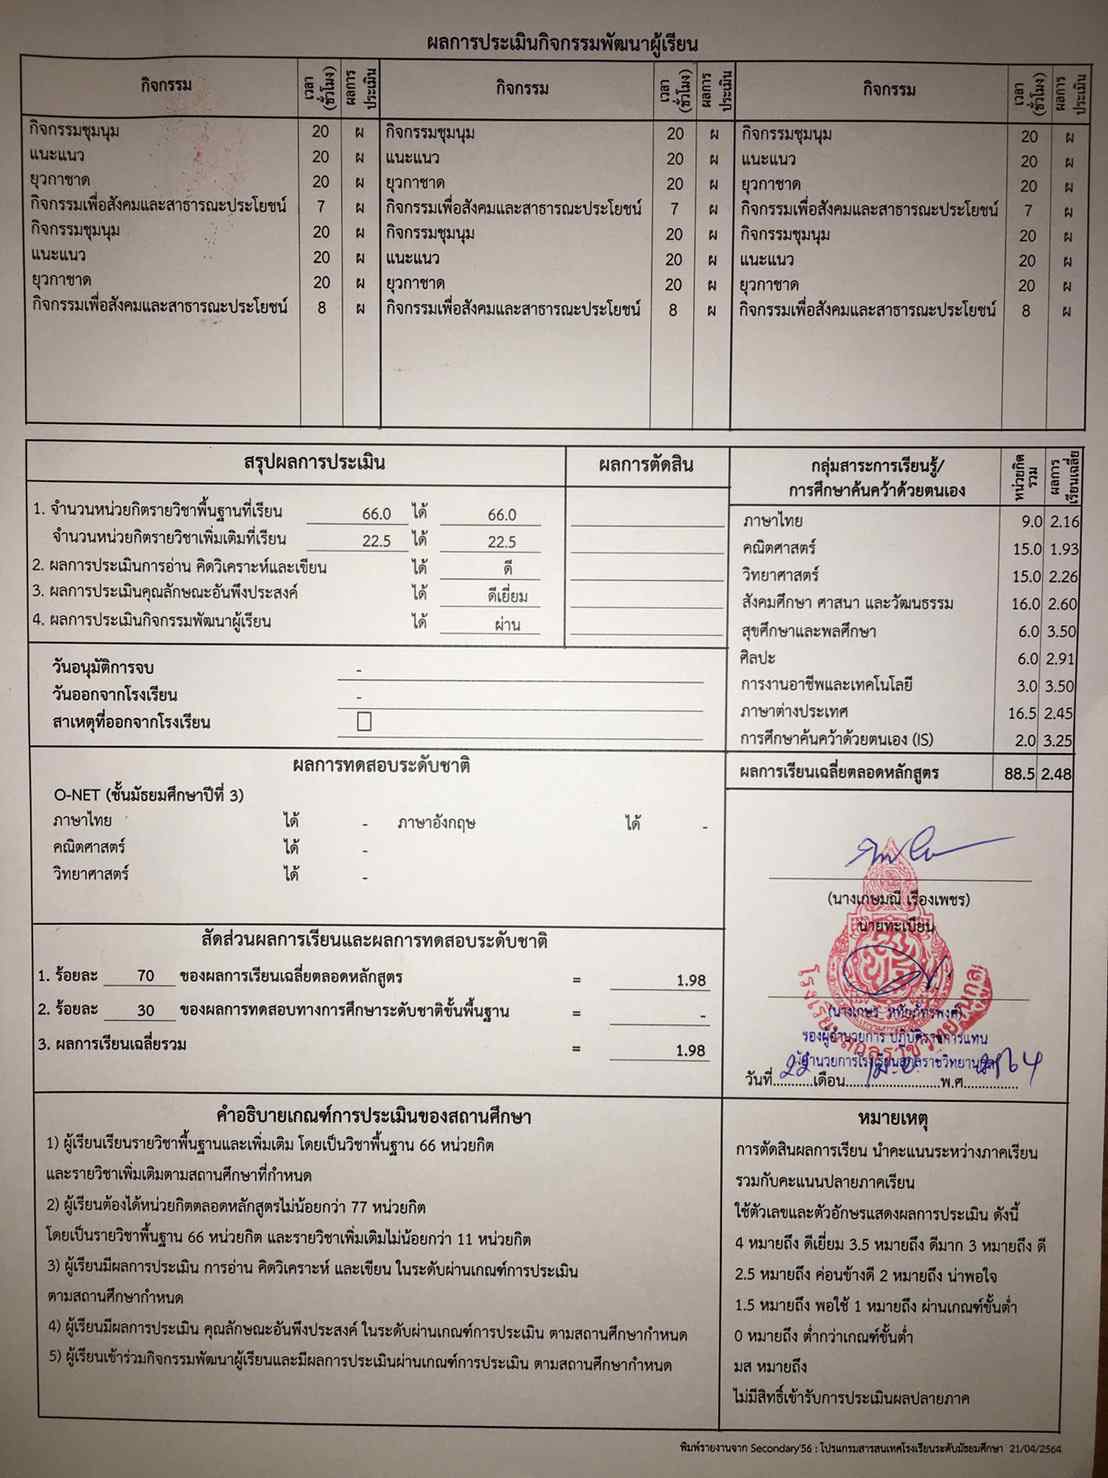 ผลการประเมินกิจกรรมพัฒนาผู้เรียน
กิจกรรม เวลา (ชั่วโมง) ผลการประเมิน กิจกรรม เวลา (ชั่วโมง) ผลการประเมิน กิจกรรม เวลา (ชั่วโมง) ผลการประเมิน
กิจกรรมชุมนุม 20 ผ กิจกรรมชุมนุม 20 ผ กิจกรรมชุมนุม 20 ผ
แนะแนว 20 ผ แนะแนว 20 ผ แนะแนว 20 ผ
ยุวกาชาด 20 ผ ยุวกาชาด 20 ผ ยุวกาชาด 20 ผ
กิจกรรมเพื่อสังคมและสาธารณะประโยชน์ 7 ผ กิจกรรมเพื่อสังคมและสาธารณะประโยชน์ 7 ผ กิจกรรมเพื่อสังคมและสาธารณะประโยชน์ 7 ผ
กิจกรรมชุมนุม 20 ผ กิจกรรมชุมนุม 20 ผ กิจกรรมชุมนุม 20 ผ
แนะแนว 20 ผ แนะแนว 20 ผ แนะแนว 20 ผ
ยุวกาชาด 20 ผ ยุวกาชาด 20 ผ ยุวกาชาด 20 ผ
กิจกรรมเพื่อสังคมและสาธารณะประโยชน์ 8 ผ กิจกรรมเพื่อสังคมและสาธารณะประโยชน์ 8 ผ กิจกรรมเพื่อสังคมและสาธารณะประโยชน์ 8 ผ
สรุปผลการประเมิน ผลการตัดสิน
1. จำนวนหน่วยกิตรายวิชาพื้นฐานที่เรียน 66.0 ได้ 66.0
จำนวนหน่วยกิตรายวิชาเพิ่มเติมที่เรียน 22.5 ได้ 22.5
2. ผลการประเมินการอ่าน คิดวิเคราะห์และเขียน ได้ ดี
3. ผลการประเมินคุณลักษณะอันพึงประสงค์ ได้ ดีเยี่ยม
4. ผลการประเมินกิจกรรมพัฒนาผู้เรียน ได้ ผ่าน
วันอนุมัติการจบ -
วันออกจากโรงเรียน -
สาเหตุที่ออกจากโรงเรียน
ผลการทดสอบระดับชาติ
O-NET (ชั้นมัธยมศึกษาปีที่ 3)
ภาษาไทย ได้ - ภาษาอังกฤษ ได้ -
คณิตศาสตร์ ได้ -
วิทยาศาสตร์ ได้ -
สัดส่วนผลการเรียนและผลการทดสอบระดับชาติ
1. ร้อยละ 70 ของผลการเรียนเฉลี่ยตลอดหลักสูตร = 1.98
2. ร้อยละ 30 ของผลการทดสอบทางการศึกษาระดับชาติขั้นพื้นฐาน = -
3. ผลการเรียนเฉลี่ยรวม = 1.98
กลุ่มสาระการเรียนรู้/ การศึกษาค้นคว้าด้วยตนเอง หน่วยกิตรวม ผลการเรียนเฉลี่ย
ภาษาไทย 9.0 2.16
คณิตศาสตร์ 15.0 1.93
วิทยาศาสตร์ 15.0 2.26
สังคมศึกษา ศาสนา และวัฒนธรรม 16.0 2.60
สุขศึกษาและพลศึกษา 6.0 3.50
ศิลปะ 6.0 2.91
การงานอาชีพและเทคโนโลยี 3.0 3.50
ภาษาต่างประเทศ 16.5 2.45
การศึกษาค้นคว้าด้วยตนเอง (IS) 2.0 3.25
ผลการเรียนเฉลี่ยตลอดหลักสูตร 88.5 2.48
(นางเกษมณี เรืองเพชร)
นายทะเบียน
รองผู้อำนวยการ ปฏิบัติราชการแทน
วันที่ 22 เดือน เม.ย. พ.ศ. 2564
คำอธิบายเกณฑ์การประเมินของสถานศึกษา
1) ผู้เรียนเรียนรายวิชาพื้นฐานและเพิ่มเติม โดยเป็นวิชาพื้นฐาน 66 หน่วยกิต
และรายวิชาเพิ่มเติมตามสถานศึกษาที่กำหนด
2) ผู้เรียนต้องได้หน่วยกิตตลอดหลักสูตรไม่น้อยกว่า 77 หน่วยกิต
โดยเป็นรายวิชาพื้นฐาน 66 หน่วยกิต และรายวิชาเพิ่มเติมไม่น้อยกว่า 11 หน่วยกิต
3) ผู้เรียนมีผลการประเมิน การอ่าน คิดวิเคราะห์ และเขียน ในระดับผ่านเกณฑ์การประเมิน
ตามสถานศึกษากำหนด
4) ผู้เรียนมีผลการประเมิน คุณลักษณะอันพึงประสงค์ ในระดับผ่านเกณฑ์การประเมิน ตามสถานศึกษากำหนด
5) ผู้เรียนเข้าร่วมกิจกรรมพัฒนาผู้เรียนและมีผลการประเมินผ่านเกณฑ์การประเมิน ตามสถานศึกษากำหนด
หมายเหตุ
การตัดสินผลการเรียน นำคะแนนระหว่างภาคเรียน
รวมกับคะแนนปลายภาคเรียน
ใช้ตัวเลขและตัวอักษรแสดงผลการประเมิน ดังนี้
4 หมายถึง ดีเยี่ยม 3.5 หมายถึง ดีมาก 3 หมายถึง ดี
2.5 หมายถึง ค่อนข้างดี 2 หมายถึง น่าพอใจ
1.5 หมายถึง พอใช้ 1 หมายถึง ผ่านเกณฑ์ขั้นต่ำ
0 หมายถึง ต่ำกว่าเกณฑ์ขั้นต่ำ
มส หมายถึง
ไม่มีสิทธิ์เข้ารับการประเมินผลปลายภาค
พิมพ์รายงานจาก Secondary'56 : โปรแกรมสารสนเทศโรงเรียนระดับมัธยมศึกษา 21/04/2564